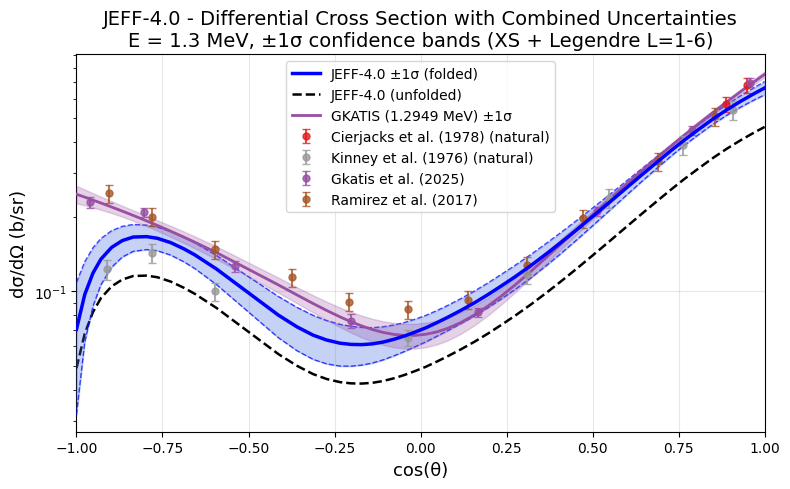 JEFF-4.0 - Differential Cross Section with Combined Uncertainties
E = 1.3 MeV, ±1σ confidence bands (XS + Legendre L=1-6)
JEFF-4.0 ±1σ (folded)
JEFF-4.0 (unfolded)
GKATIS (1.2949 MeV) ±1σ
Cierjacks et al. (1978) (natural)
Kinney et al. (1976) (natural)
Gkatis et al. (2025)
Ramirez et al. (2017)
dσ/dΩ (b/sr)
10⁻¹
−1.00 −0.75 −0.50 −0.25 0.00 0.25 0.50 0.75 1.00
cos(θ)